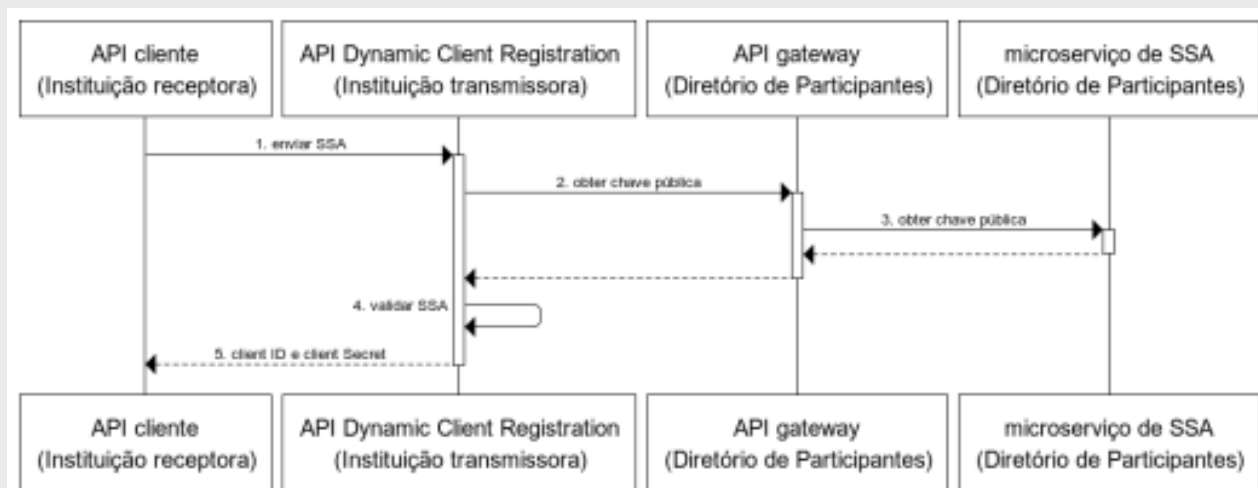 API cliente
(Instituição receptora)
API Dynamic Client Registration
(Instituição transmissora)
API gateway
(Diretório de Participantes)
microserviço de SSA
(Diretório de Participantes)
1. enviar SSA
2. obter chave pública
3. obter chave pública
4. validar SSA
5. client ID e client Secret
API cliente
(Instituição receptora)
API Dynamic Client Registration
(Instituição transmissora)
API gateway
(Diretório de Participantes)
microserviço de SSA
(Diretório de Participantes)